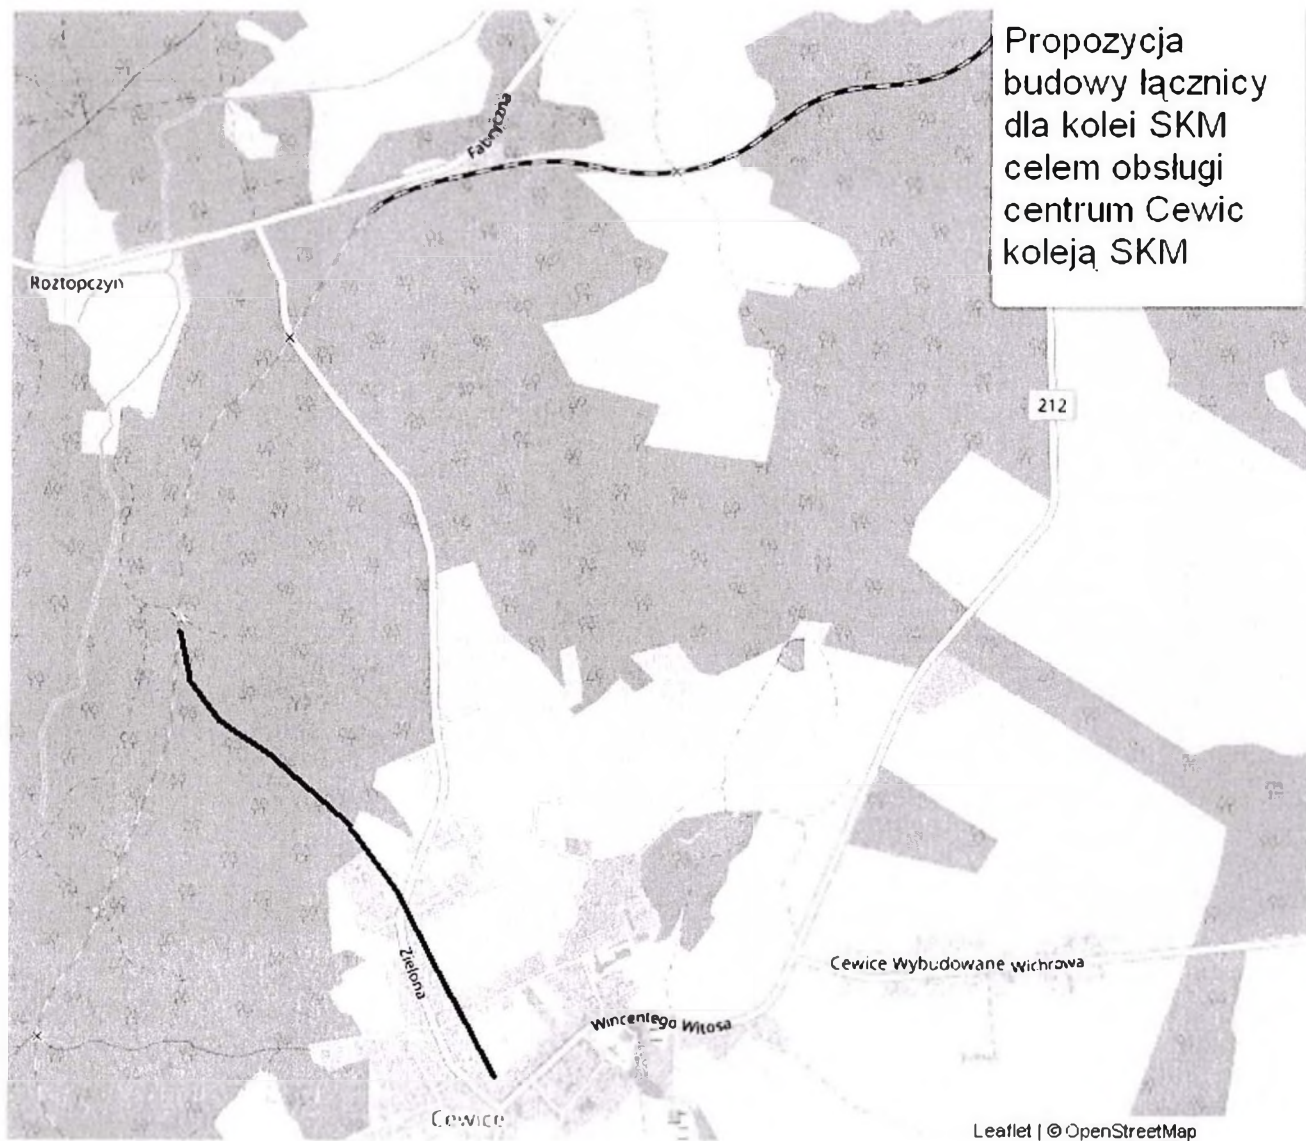 Propozycja
budowy łącznicy
dla kolei SKM
celem obsługi
centrum Cewic
koleją SKM
Fabryczna
Roztopczyn
212
Zielona
Cewice Wybudowane Wichrowa
Wincentego Witosa
Cewice
Leaflet | © OpenStreetMap